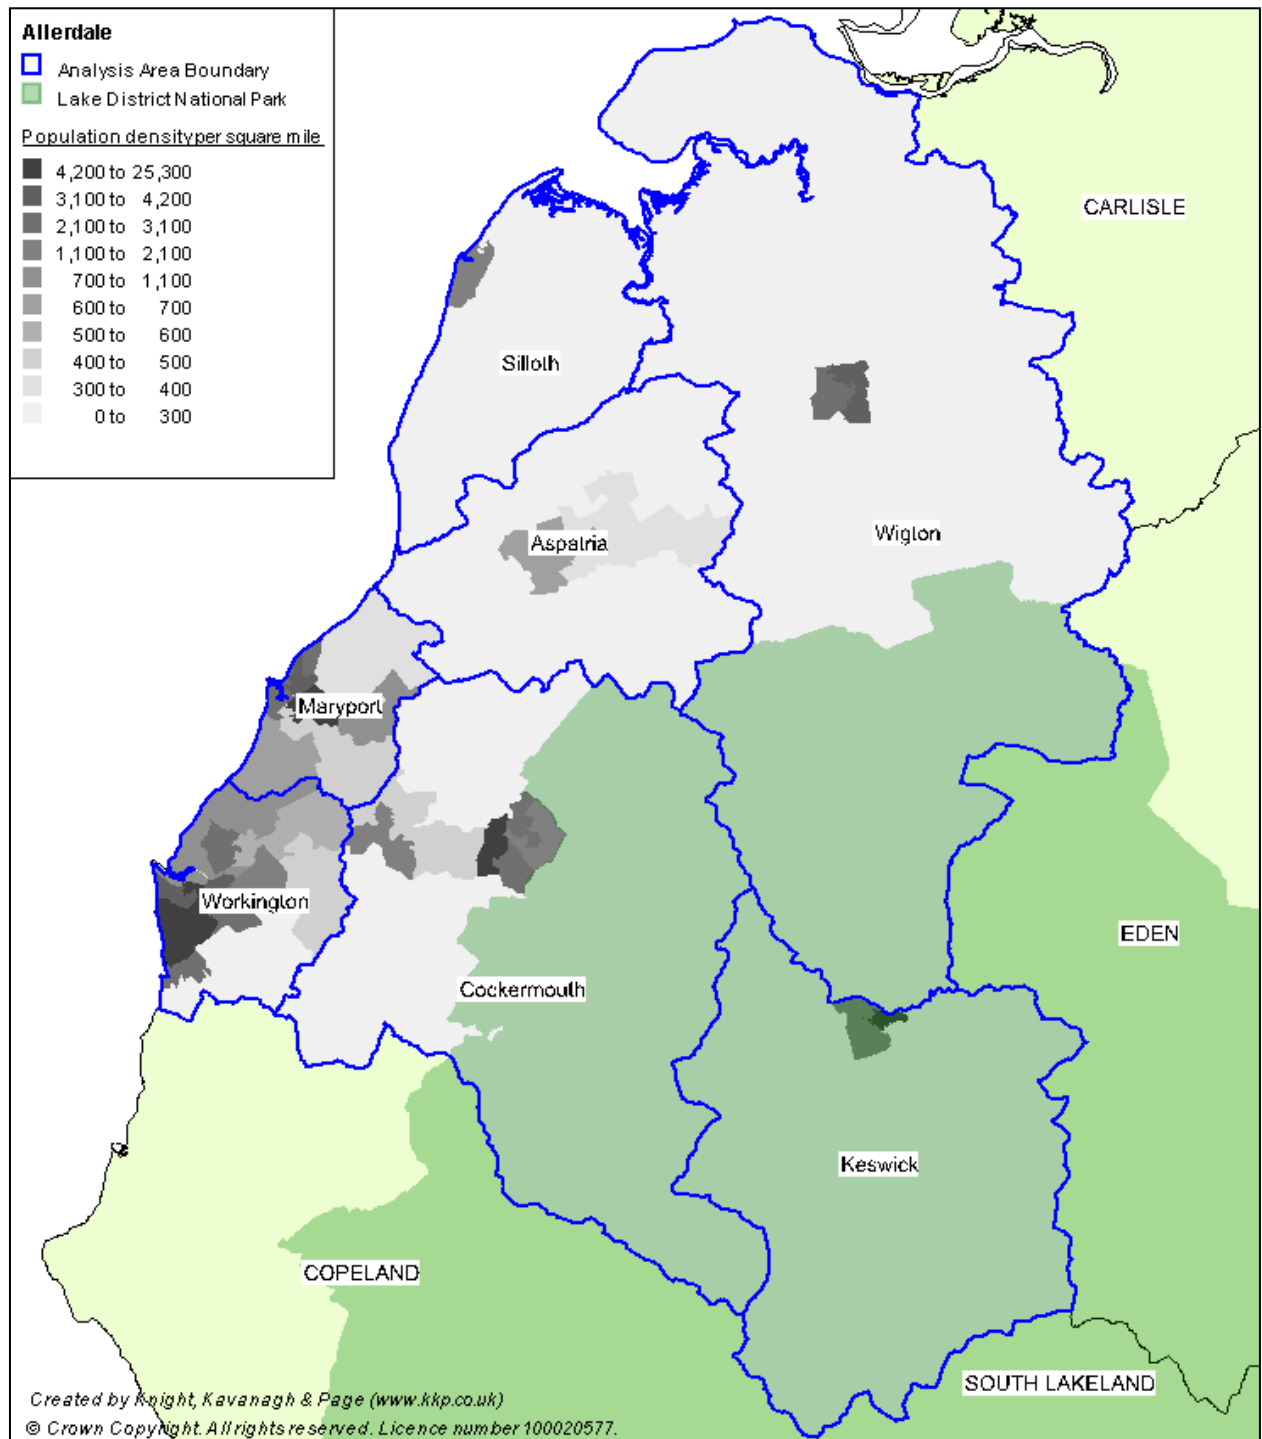 Allerdale
Analysis Area Boundary
Lake District National Park
Population densityper square mile
4,200 to 25,300
3,100 to 4,200
2,100 to 3,100
1,100 to 2,100
700 to 1,100
600 to 700
500 to 600
400 to 500
300 to 400
0 to 300
CARLISLE
Silloth
Wigton
Aspatria
Maryport
Workington
EDEN
Cockermouth
Keswick
COPELAND
SOUTH LAKELAND
Created by Knight, Kavanagh & Page (www.kkp.co.uk)
© Crown Copyright. All rights reserved. Licence number 100020577.